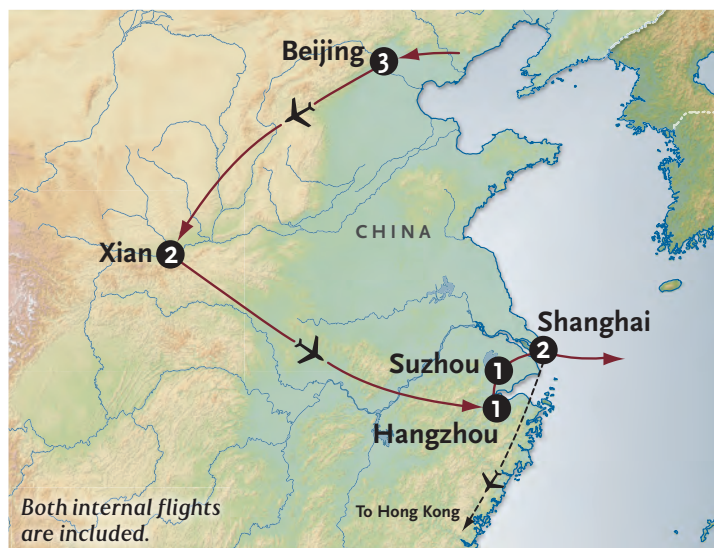 Beijing
3
CHINA
Xian
2
Shanghai
2
Suzhou
1
1
Hangzhou
To Hong Kong
Both internal flights
are included.